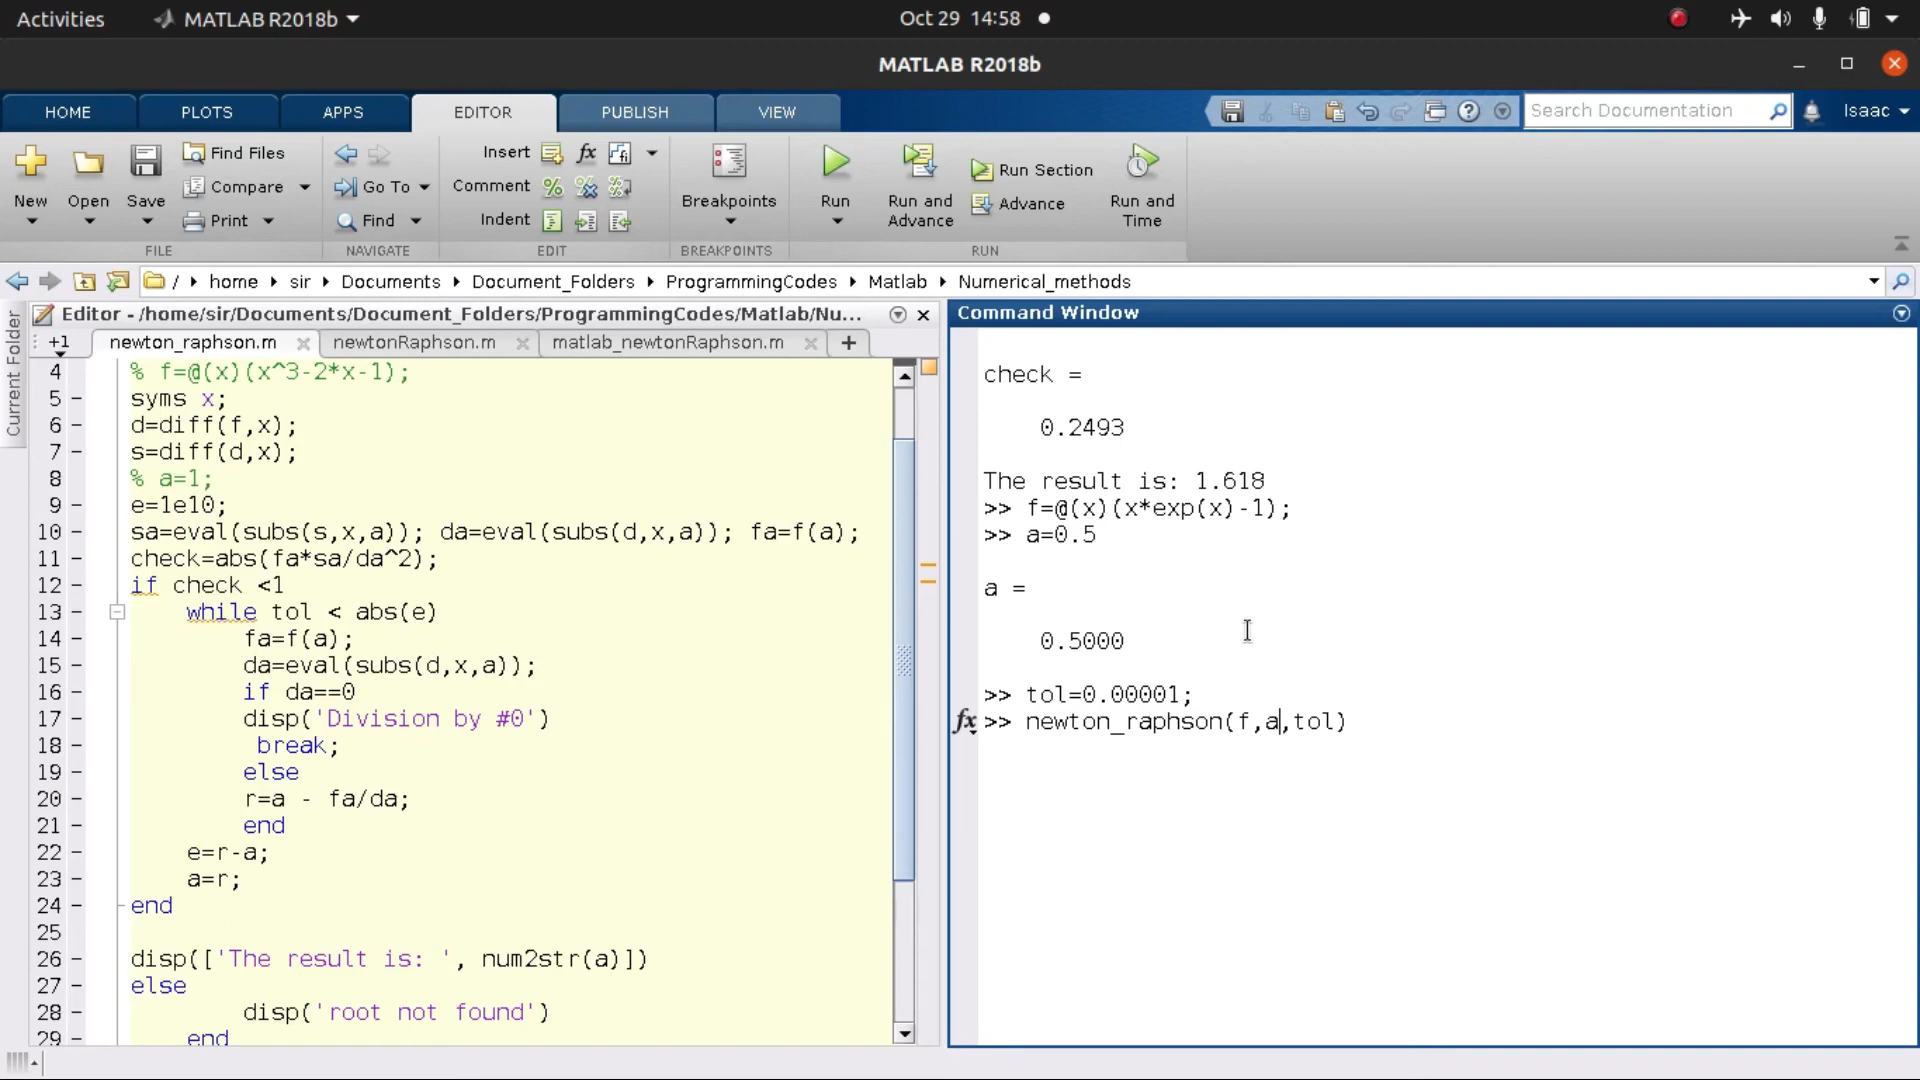 Activities
MATLAB R2018b
Oct 29 14:58
MATLAB R2018b
HOME
PLOTS
APPS
EDITOR
PUBLISH
VIEW
Search Documentation
Isaac
New
Open
Save
Find Files
Compare
Print
FILE
Go To
Find
NAVIGATE
Insert
Comment
Indent
EDIT
Breakpoints
BREAKPOINTS
Run
Run and Advance
Run Section
Advance
Run and Time
RUN
/ home sir Documents Document_Folders ProgrammingCodes Matlab Numerical_methods
Current Folder
Editor - /home/sir/Documents/Document_Folders/ProgrammingCodes/Matlab/Nu...
+1
newton_raphson.m
newtonRaphson.m
matlab_newtonRaphson.m
4 % f=@(x)(x^3-2*x-1);
5 - syms x;
6 - d=diff(f,x);
7 - s=diff(d,x);
8 % a=1;
9 - e=1e10;
10 - sa=eval(subs(s,x,a)); da=eval(subs(d,x,a)); fa=f(a);
11 - check=abs(fa*sa/da^2);
12 - if check <1
13 - while tol < abs(e)
14 - fa=f(a);
15 - da=eval(subs(d,x,a));
16 - if da==0
17 - disp('Division by #0')
18 - break;
19 - else
20 - r=a - fa/da;
21 - end
22 - e=r-a;
23 - a=r;
24 - end
25
26 - disp(['The result is: ', num2str(a)])
27 - else
28 - disp('root not found')
29 - end
Command Window
check =
0.2493
The result is: 1.618
>> f=@(x)(x*exp(x)-1);
>> a=0.5
a =
0.5000
>> tol=0.00001;
fx >> newton_raphson(f,a,tol)